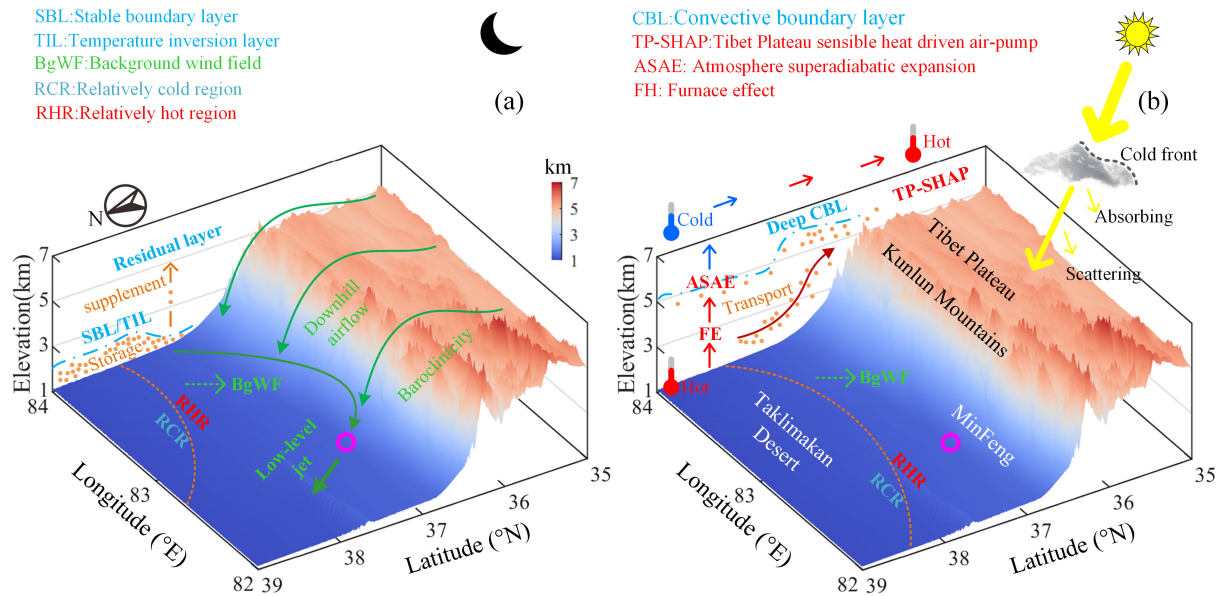 SBL:Stable boundary layer
TIL:Temperature inversion layer
BgWF:Background wind field
RCR:Relatively cold region
RHR:Relatively hot region
(a)
km
7
5
3
1
N
Residual layer
supplement
SBL/TIL
Storage
Downhill
airflow
Baroclinicity
BgWF
RHR
RCR
Low-level
jet
Elevation(km)
7
5
3
1
84
83
82
Longitude (°E)
39
38
37
36
35
Latitude (°N)
CBL:Convective boundary layer
TP-SHAP:Tibet Plateau sensible heat driven air-pump
ASAE: Atmosphere superadiabatic expansion
FH: Furnace effect
(b)
Hot
Cold front
TP-SHAP
Cold
Deep CBL
Absorbing
Scattering
ASAE
Transport
FE
Hot
Tibet Plateau
Kunlun Mountains
BgWF
MinFeng
Taklimakan
Desert
RHR
RCR
Elevation(km)
7
5
3
1
84
83
82
Longitude (°E)
39
38
37
36
35
Latitude (°N)